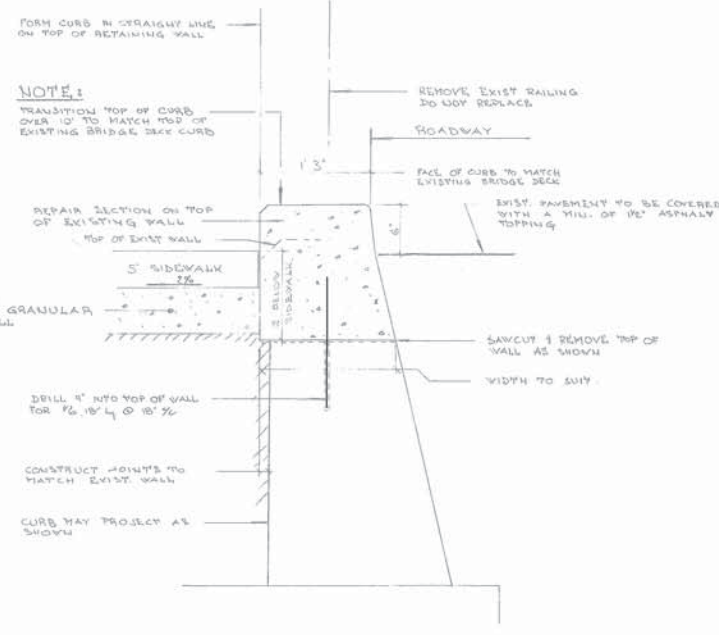 FORM CURB IN STRAIGHT LINE
ON TOP OF RETAINING WALL
NOTE:
TRANSITION TOP OF CURB
OVER 10' TO MATCH TOP OF
EXISTING BRIDGE DECK CURB
REMOVE EXIST RAILING
DO NOT REPLACE
ROADWAY
1' 3"
FACE OF CURB TO MATCH
EXISTING BRIDGE DECK
REPAIR SECTION ON TOP
OF EXISTING WALL
TOP OF EXIST WALL
6"
EXIST. PAVEMENT TO BE COVERED
WITH A MIN. OF 1½" ASPHALT
TOPPING
5' SIDEWALK
2%
BELOW
SIDEWALK
GRANULAR
SAWCUT & REMOVE TOP OF
WALL AS SHOWN
WIDTH TO SUIT
DRILL 9" INTO TOP OF WALL
FOR 18" @ 18" %
CONSTRUCT JOINTS TO
MATCH EXIST. WALL
CURB MAY PROJECT AS
SHOWN